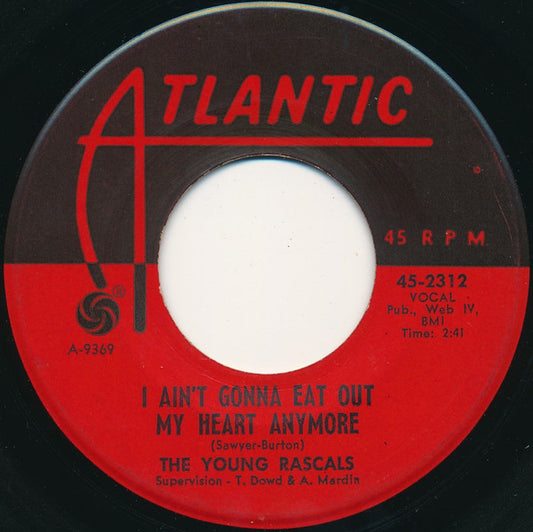 ATLANTIC
45 RPM
®
A-9369
45-2312
VOCAL
Pub., Web IV,
BMI
Time: 2:41
I AIN'T GONNA EAT OUT
MY HEART ANYMORE
(Sawyer-Burton)
THE YOUNG RASCALS
Supervision - T. Dowd & A. Mardin